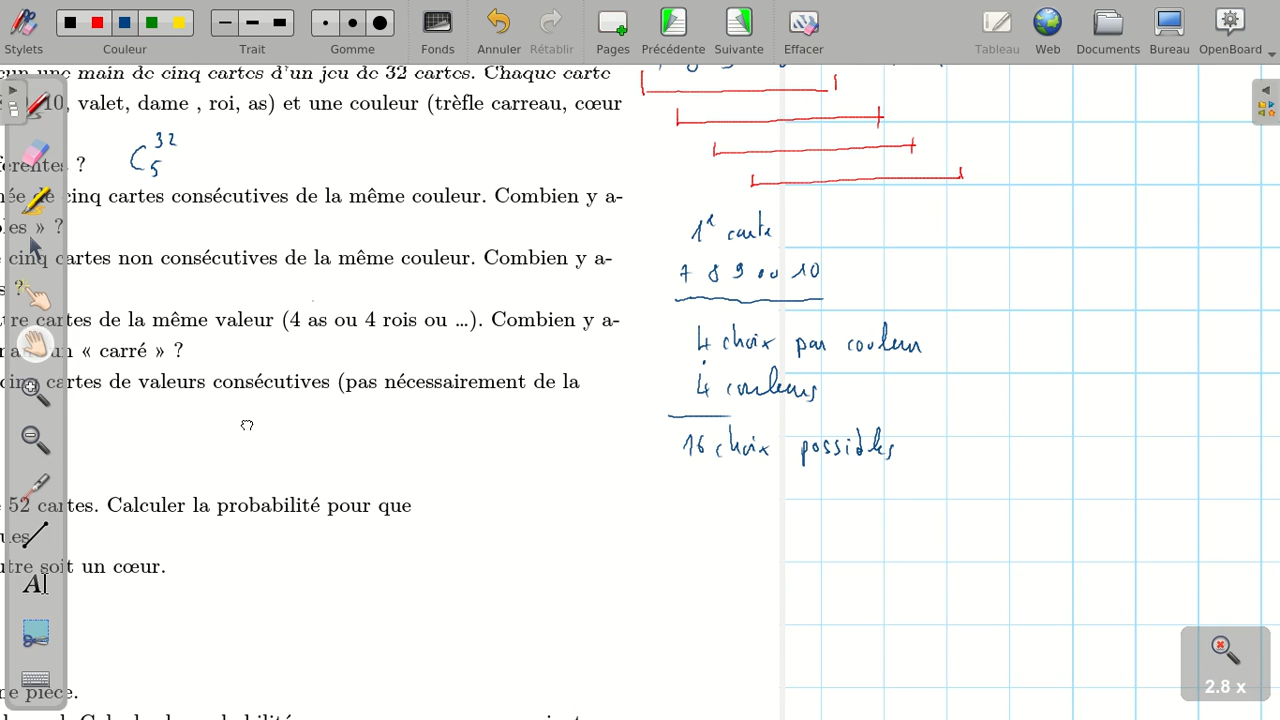 Stylets Couleur Trait Gomme Fonds Annuler Rétablir Pages Précédente Suivante Effacer Tableau Web Documents Bureau OpenBoard
une main de cinq cartes d'un jeu de 32 cartes. Chaque carte
10, valet, dame , roi, as) et une couleur (trèfle carreau, cœur
C 32 5
ferentes ?
née de cinq cartes consécutives de la même couleur. Combien y a-
bles » ?
cinq cartes non consécutives de la même couleur. Combien y a-
s ?
tre cartes de la même valeur (4 as ou 4 rois ou ...). Combien y a-
un « carré » ?
cinq cartes de valeurs consécutives (pas nécessairement de la
52 cartes. Calculer la probabilité pour que
ques
utre soit un cœur.
ne pièce.
1e carte
7 8 9 ou 10
4 choix par couleur
4 couleurs
16 choix possibles
A
2.8 x